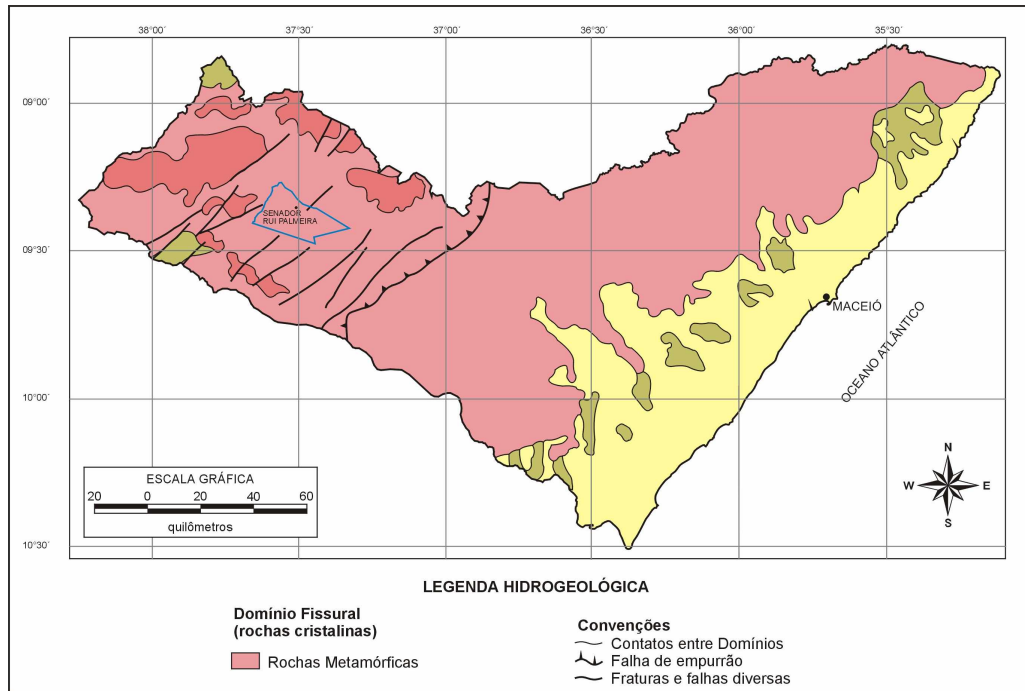 38°00'
37°30'
37°00'
36°30'
36°00'
35°30'
09°00'
09°30'
10°00'
10°30'
SENADOR
RUI PALMEIRA
MACEIÓ
OCEANO ATLÂNTICO
N
W
E
S
ESCALA GRÁFICA
20 0 20 40 60
quilômetros
LEGENDA HIDROGEOLÓGICA
Domínio Fissural
(rochas cristalinas)
Rochas Metamórficas
Convenções
Contatos entre Domínios
Falha de empurrão
Fraturas e falhas diversas